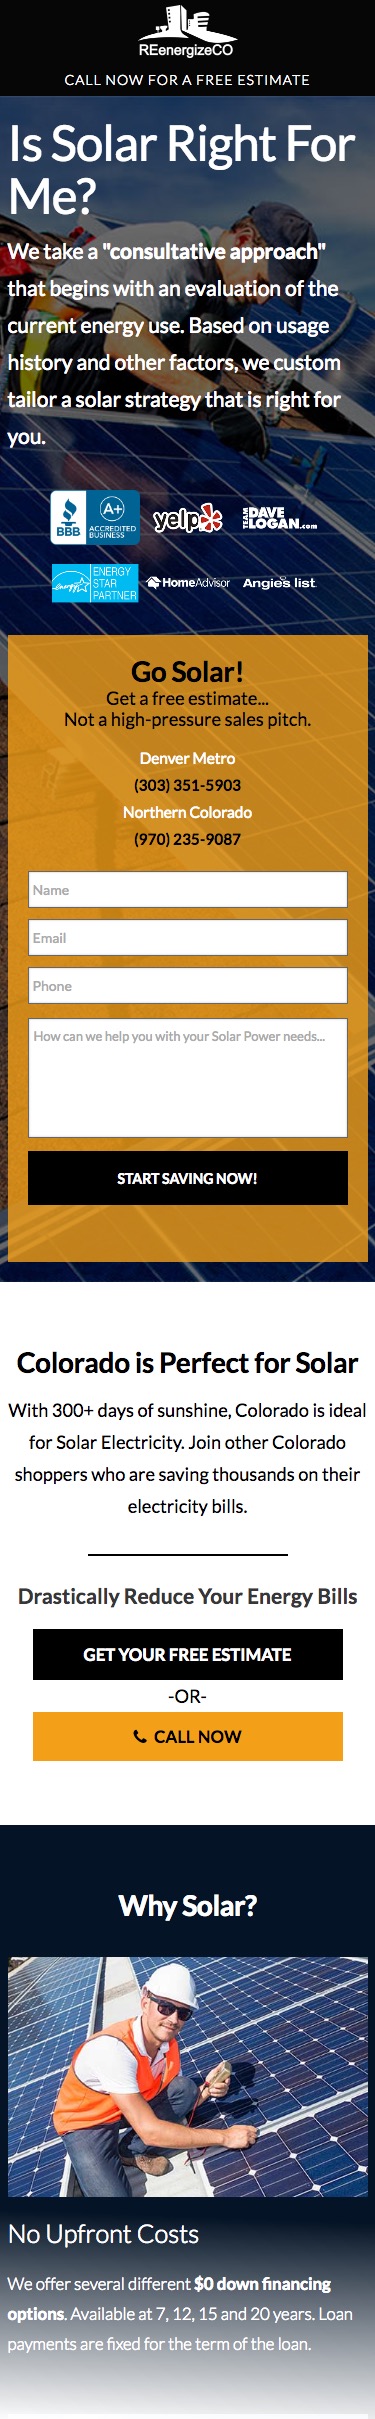 REenergizeCO
CALL NOW FOR A FREE ESTIMATE
Is Solar Right For
Me?
We take a "consultative approach"
that begins with an evaluation of the
current energy use. Based on usage
history and other factors, we custom
tailor a solar strategy that is right for
you.
BBB
A+
ACCREDITED
BUSINESS
yelp
TEAM
DAVE
LOGAN.com
energy
ENERGY
STAR
PARTNER
HomeAdvisor
Angie's list
Go Solar!
Get a free estimate...
Not a high-pressure sales pitch.
Denver Metro
(303) 351-5903
Northern Colorado
(970) 235-9087
Name
Email
Phone
How can we help you with your Solar Power needs...
START SAVING NOW!
Colorado is Perfect for Solar
With 300+ days of sunshine, Colorado is ideal
for Solar Electricity. Join other Colorado
shoppers who are saving thousands on their
electricity bills.
Drastically Reduce Your Energy Bills
GET YOUR FREE ESTIMATE
-OR-
CALL NOW
Why Solar?
No Upfront Costs
We offer several different $0 down financing
options. Available at 7, 12, 15 and 20 years. Loan
payments are fixed for the term of the loan.